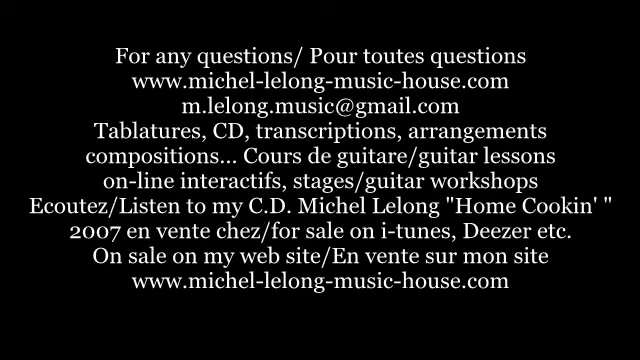 For any questions/ Pour toutes questions
www.michel-lelong-music-house.com
m.lelong.music@gmail.com
Tablatures, CD, transcriptions, arrangements
compositions... Cours de guitare/guitar lessons
on-line interactifs, stages/guitar workshops
Ecoutez/Listen to my C.D. Michel Lelong "Home Cookin' "
2007 en vente chez/for sale on i-tunes, Deezer etc.
On sale on my web site/En vente sur mon site
www.michel-lelong-music-house.com